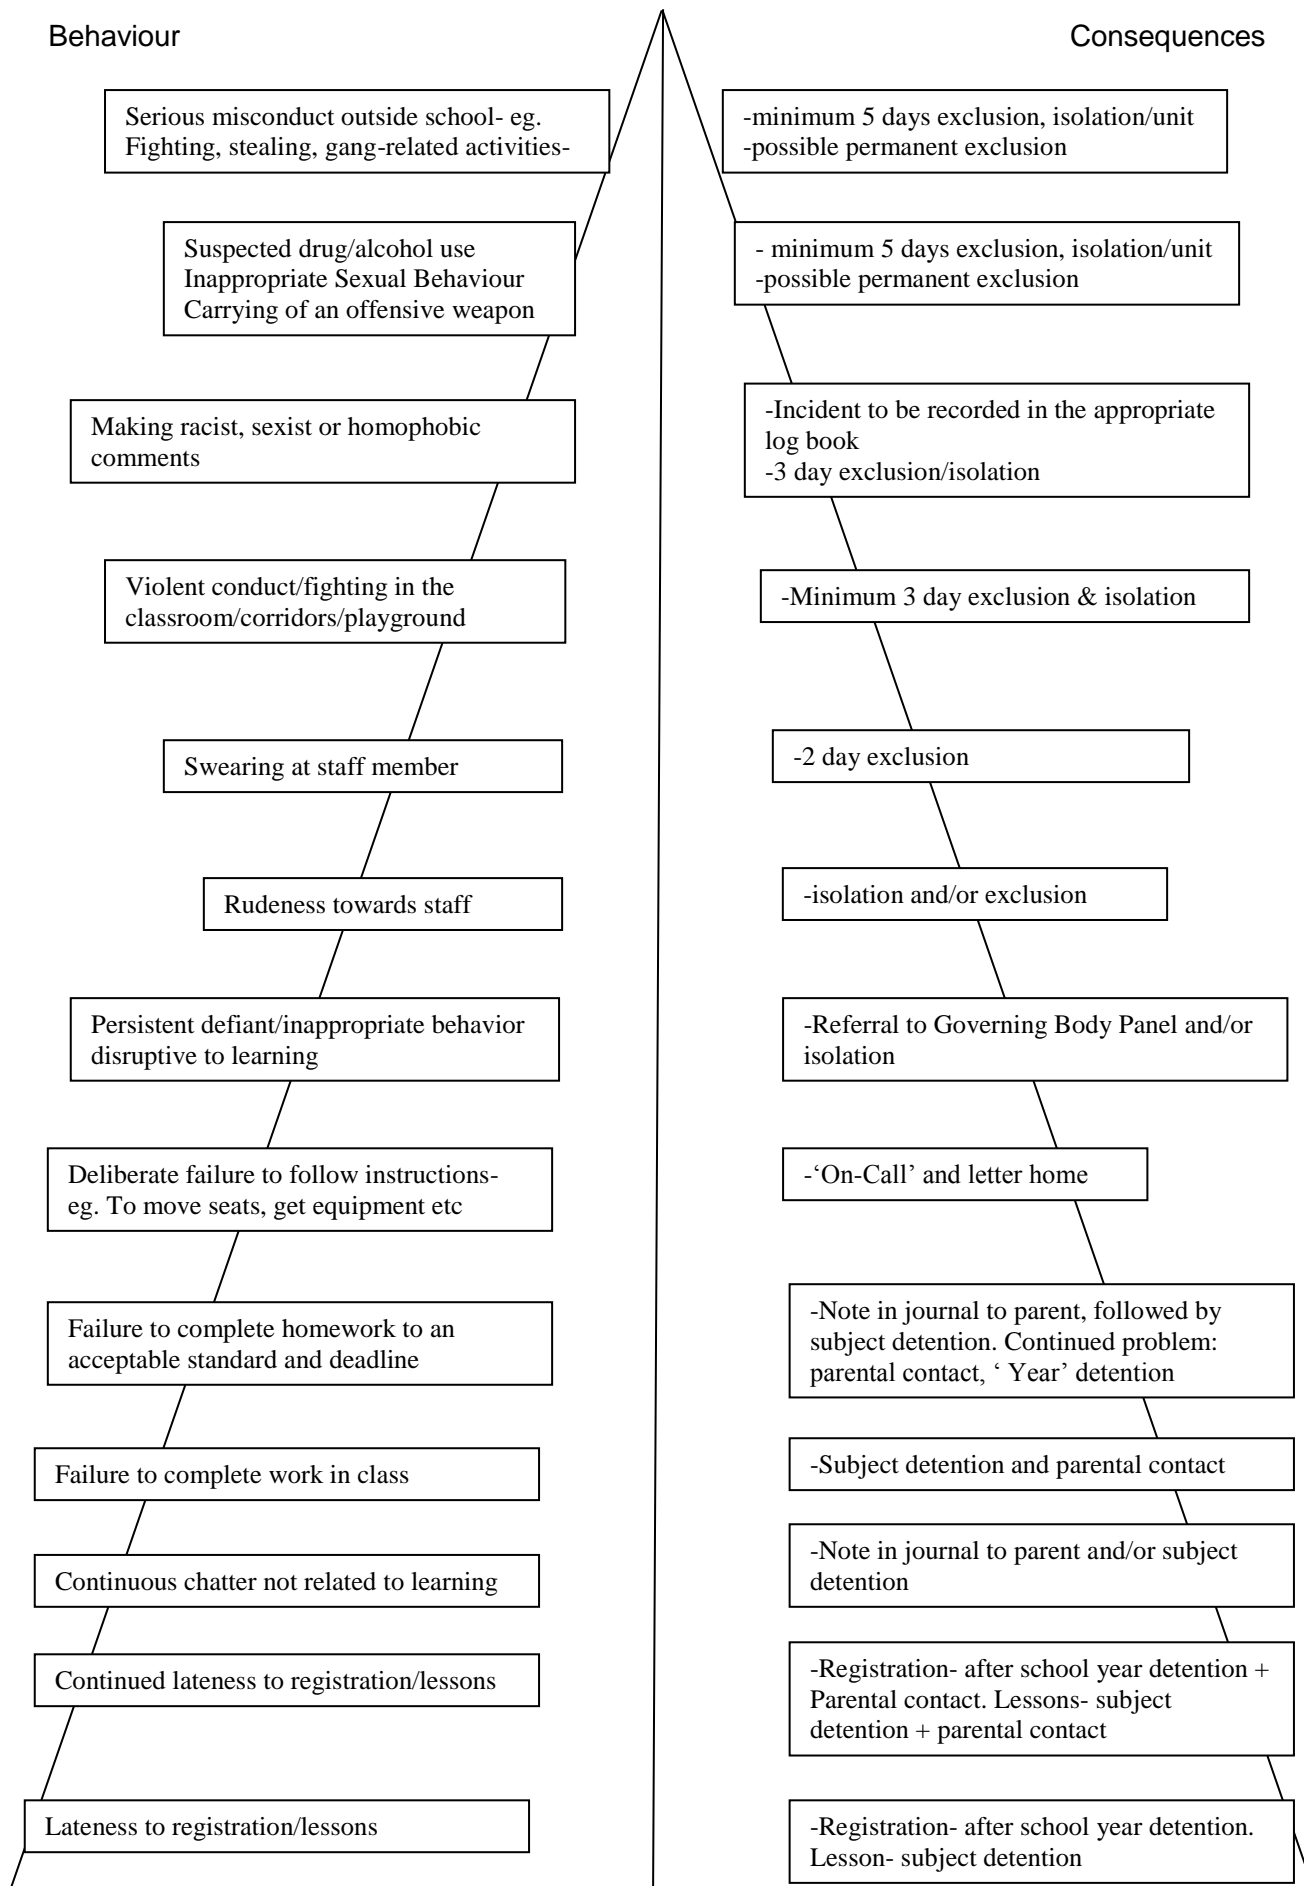 Behaviour
Consequences
Serious misconduct outside school- eg.
Fighting, stealing, gang-related activities-
-minimum 5 days exclusion, isolation/unit
-possible permanent exclusion
Suspected drug/alcohol use
Inappropriate Sexual Behaviour
Carrying of an offensive weapon
- minimum 5 days exclusion, isolation/unit
-possible permanent exclusion
Making racist, sexist or homophobic
comments
-Incident to be recorded in the appropriate
log book
-3 day exclusion/isolation
Violent conduct/fighting in the
classroom/corridors/playground
-Minimum 3 day exclusion & isolation
Swearing at staff member
-2 day exclusion
Rudeness towards staff
-isolation and/or exclusion
Persistent defiant/inappropriate behavior
disruptive to learning
-Referral to Governing Body Panel and/or
isolation
Deliberate failure to follow instructions-
eg. To move seats, get equipment etc
-‘On-Call’ and letter home
Failure to complete homework to an
acceptable standard and deadline
-Note in journal to parent, followed by
subject detention. Continued problem:
parental contact, ‘ Year’ detention
Failure to complete work in class
-Subject detention and parental contact
Continuous chatter not related to learning
-Note in journal to parent and/or subject
detention
Continued lateness to registration/lessons
-Registration- after school year detention +
Parental contact. Lessons- subject
detention + parental contact
Lateness to registration/lessons
-Registration- after school year detention.
Lesson- subject detention